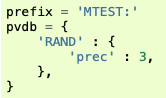 prefix = 'MTEST:'
pvdb = {
    'RAND' : {
        'prec' : 3,
    },
}